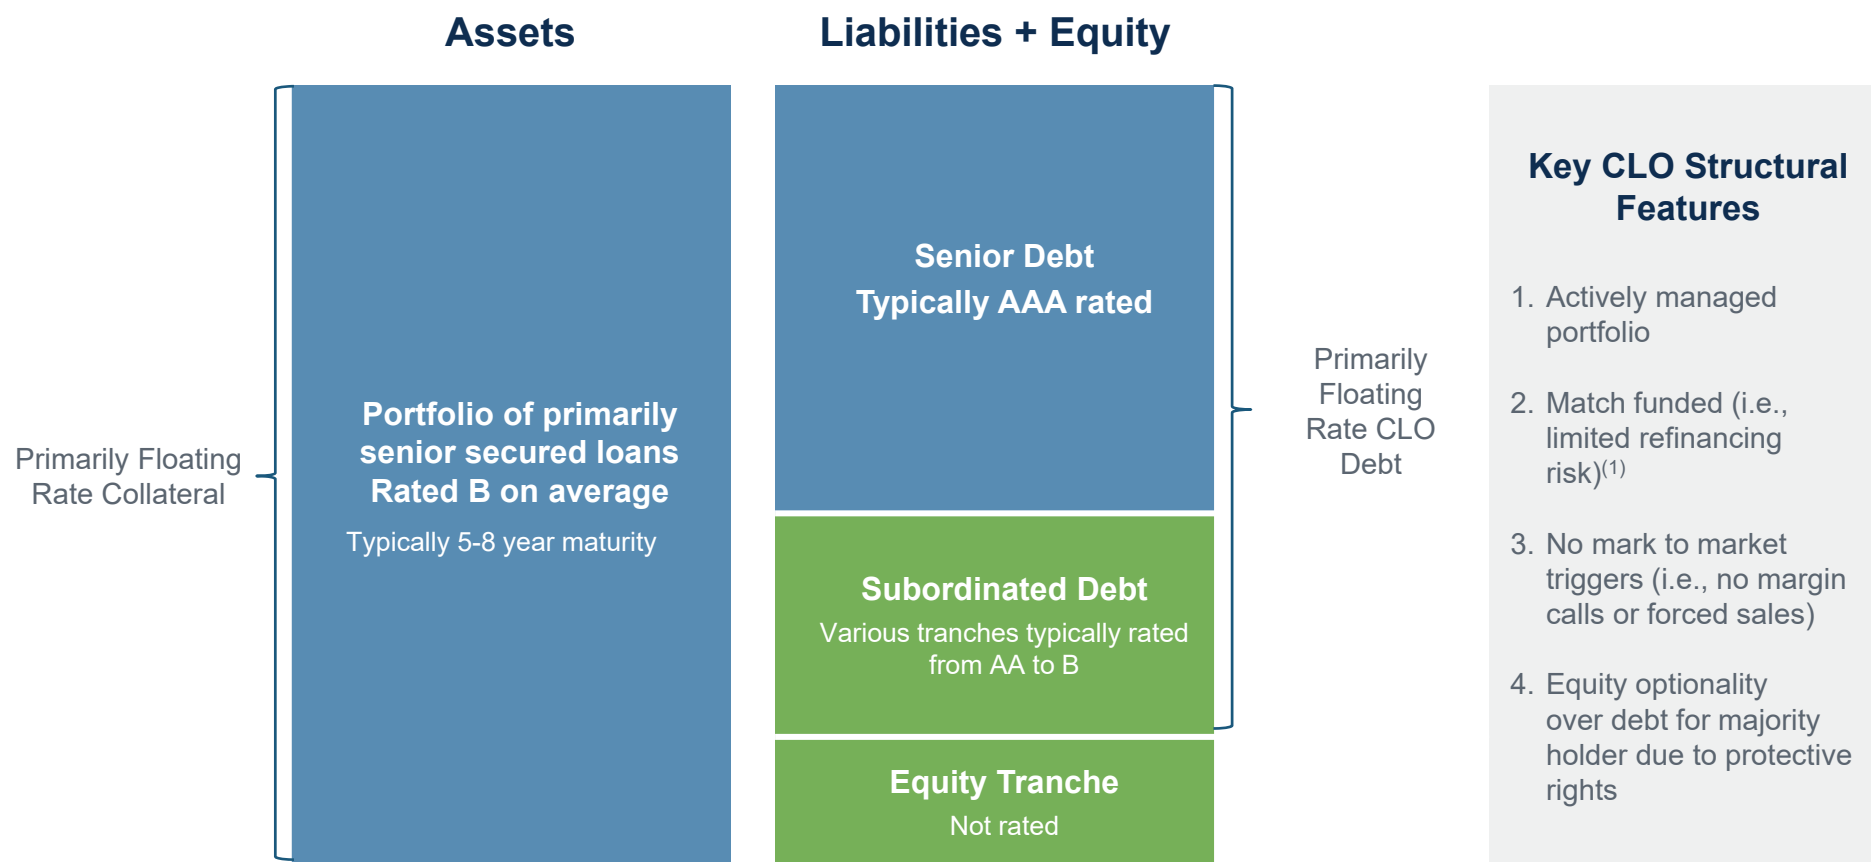 Assets
Liabilities + Equity
Primarily Floating
Rate Collateral
Portfolio of primarily
senior secured loans
Rated B on average
Typically 5-8 year maturity
Senior Debt
Typically AAA rated
Subordinated Debt
Various tranches typically rated
from AA to B
Equity Tranche
Not rated
Primarily
Floating
Rate CLO
Debt
Key CLO Structural
Features
1. Actively managed
portfolio
2. Match funded (i.e.,
limited refinancing
risk)(1)
3. No mark to market
triggers (i.e., no margin
calls or forced sales)
4. Equity optionality
over debt for majority
holder due to protective
rights